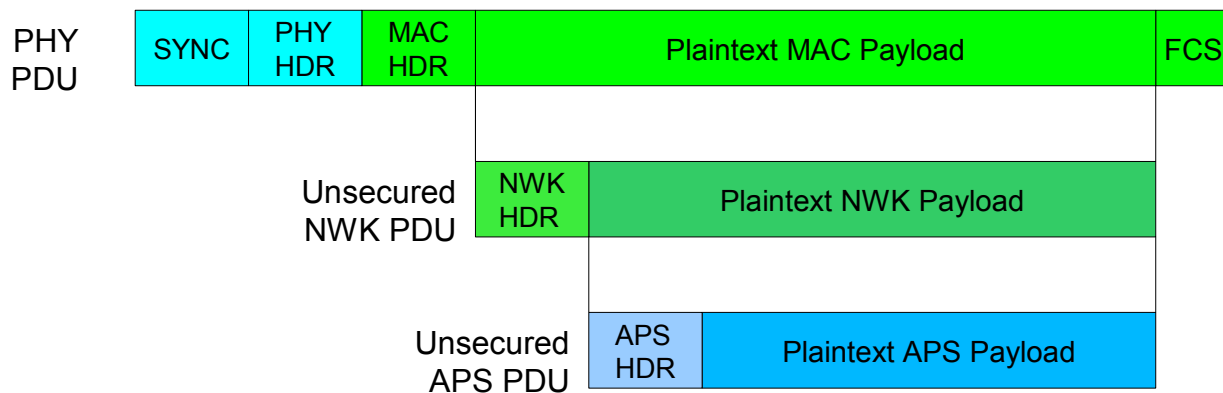 PHY
PDU
SYNC
PHY
HDR
MAC
HDR
Plaintext MAC Payload
FCS
Unsecured
NWK PDU
NWK
HDR
Plaintext NWK Payload
Unsecured
APS PDU
APS
HDR
Plaintext APS Payload